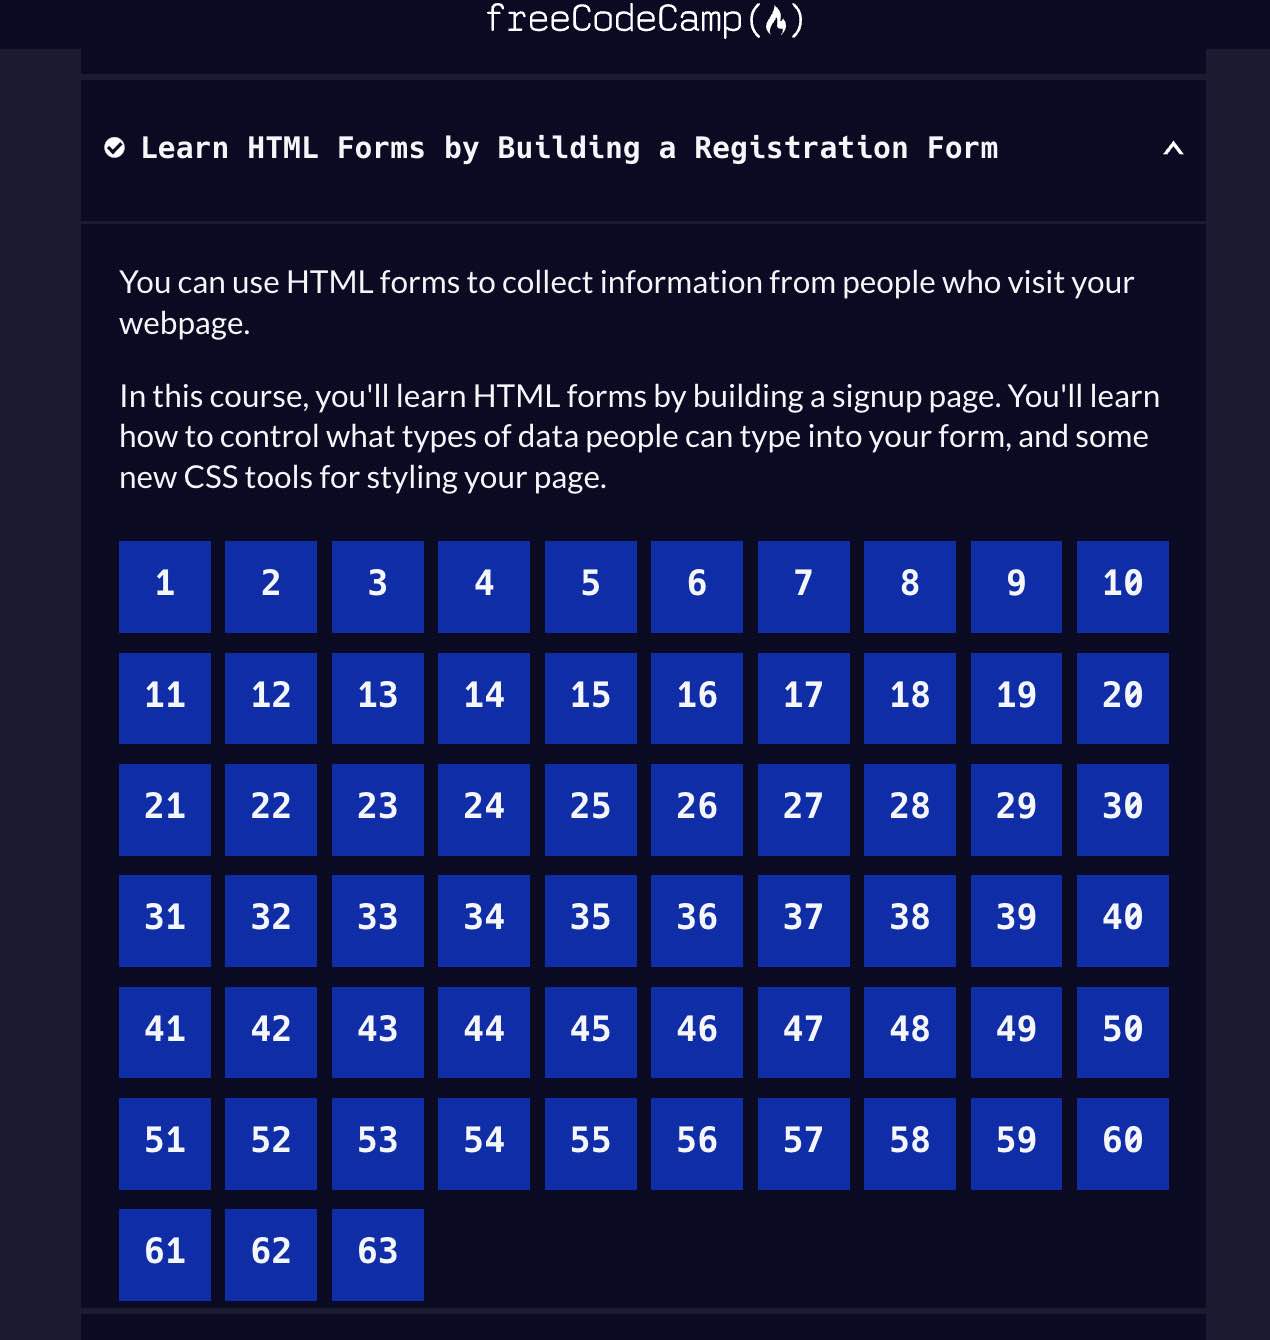 freeCodeCamp(🔥)
Learn HTML Forms by Building a Registration Form
You can use HTML forms to collect information from people who visit your
webpage.
In this course, you'll learn HTML forms by building a signup page. You'll learn
how to control what types of data people can type into your form, and some
new CSS tools for styling your page.
1 2 3 4 5 6 7 8 9 10
11 12 13 14 15 16 17 18 19 20
21 22 23 24 25 26 27 28 29 30
31 32 33 34 35 36 37 38 39 40
41 42 43 44 45 46 47 48 49 50
51 52 53 54 55 56 57 58 59 60
61 62 63